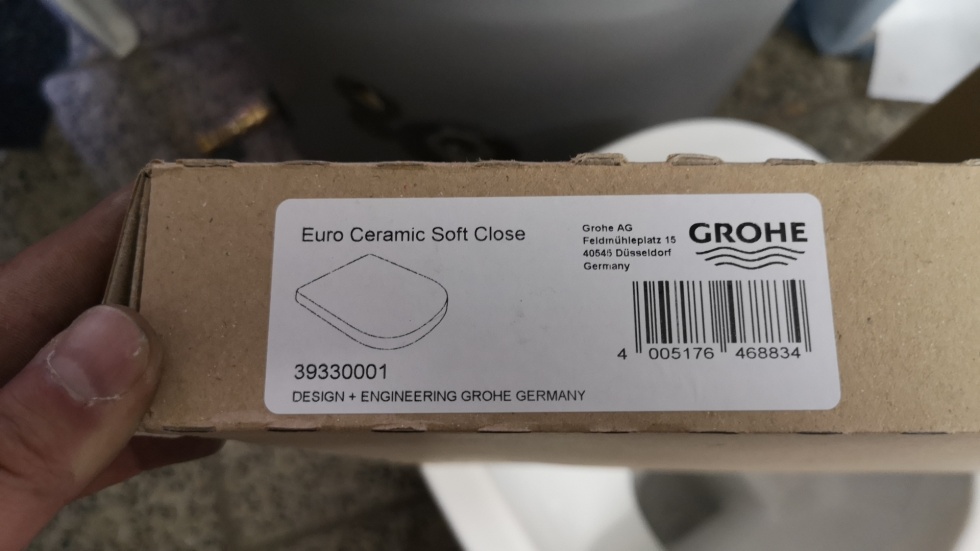 Euro Ceramic Soft Close
Grohe AG
Feldmühleplatz 15
40545 Düsseldorf
Germany
GROHE
4 005176 468834
39330001
DESIGN + ENGINEERING GROHE GERMANY